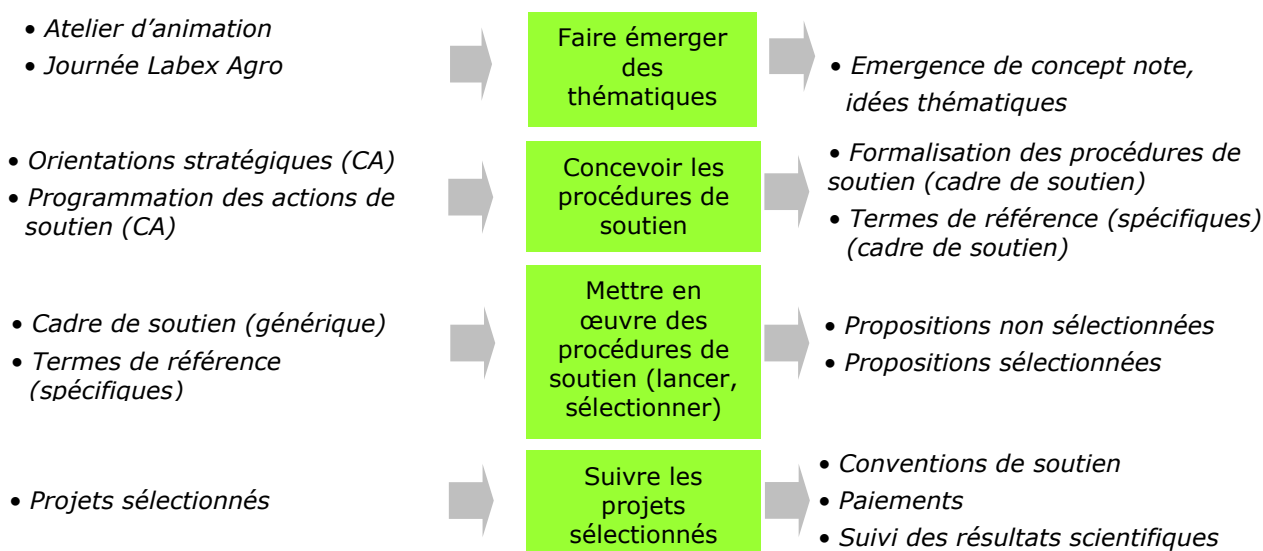 • Atelier d’animation
• Journée Labex Agro
Faire émerger
des
thématiques
• Emergence de concept note,
idées thématiques
• Orientations stratégiques (CA)
• Programmation des actions de
soutien (CA)
Concevoir les
procédures de
soutien
• Formalisation des procédures de
soutien (cadre de soutien)
• Termes de référence (spécifiques)
(cadre de soutien)
• Cadre de soutien (générique)
• Termes de référence
(spécifiques)
Mettre en
œuvre des
procédures de
soutien (lancer,
sélectionner)
• Propositions non sélectionnées
• Propositions sélectionnées
• Projets sélectionnés
Suivre les
projets
sélectionnés
• Conventions de soutien
• Paiements
• Suivi des résultats scientifiques